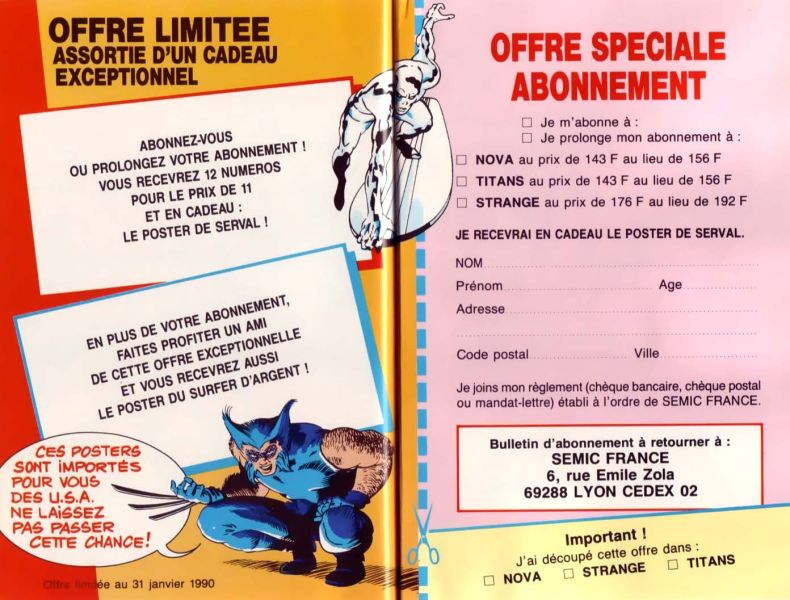 OFFRE LIMITEE
ASSORTIE D'UN CADEAU
EXCEPTIONNEL
ABONNEZ-VOUS
OU PROLONGEZ VOTRE ABONNEMENT !
VOUS RECEVREZ 12 NUMEROS
POUR LE PRIX DE 11
ET EN CADEAU :
LE POSTER DE SERVAL !
EN PLUS DE VOTRE ABONNEMENT,
FAITES PROFITER UN AMI
DE CETTE OFFRE EXCEPTIONNELLE
ET VOUS RECEVREZ AUSSI
LE POSTER DU SURFER D'ARGENT !
CES POSTERS
SONT IMPORTÉS
POUR VOUS
DES U.S.A.
NE LAISSEZ
PAS PASSER
CETTE CHANCE!
Offre limitée au 31 janvier 1990
OFFRE SPECIALE
ABONNEMENT
Je m'abonne à :
Je prolonge mon abonnement à :
NOVA au prix de 143 F au lieu de 156 F
TITANS au prix de 143 F au lieu de 156 F
STRANGE au prix de 176 F au lieu de 192 F
JE RECEVRAI EN CADEAU LE POSTER DE SERVAL.
NOM
Prénom Age
Adresse
Code postal Ville
Je joins mon règlement (chèque bancaire, chèque postal
ou mandat-lettre) établi à l'ordre de SEMIC FRANCE.
Bulletin d'abonnement à retourner à :
SEMIC FRANCE
6, rue Emile Zola
69288 LYON CEDEX 02
Important !
J'ai découpé cette offre dans :
NOVA STRANGE TITANS